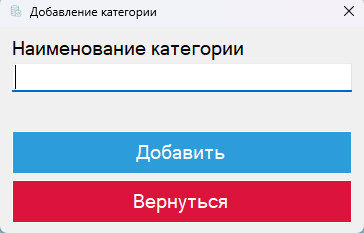 Добавление категории
Наименование категории
Добавить
Вернуться